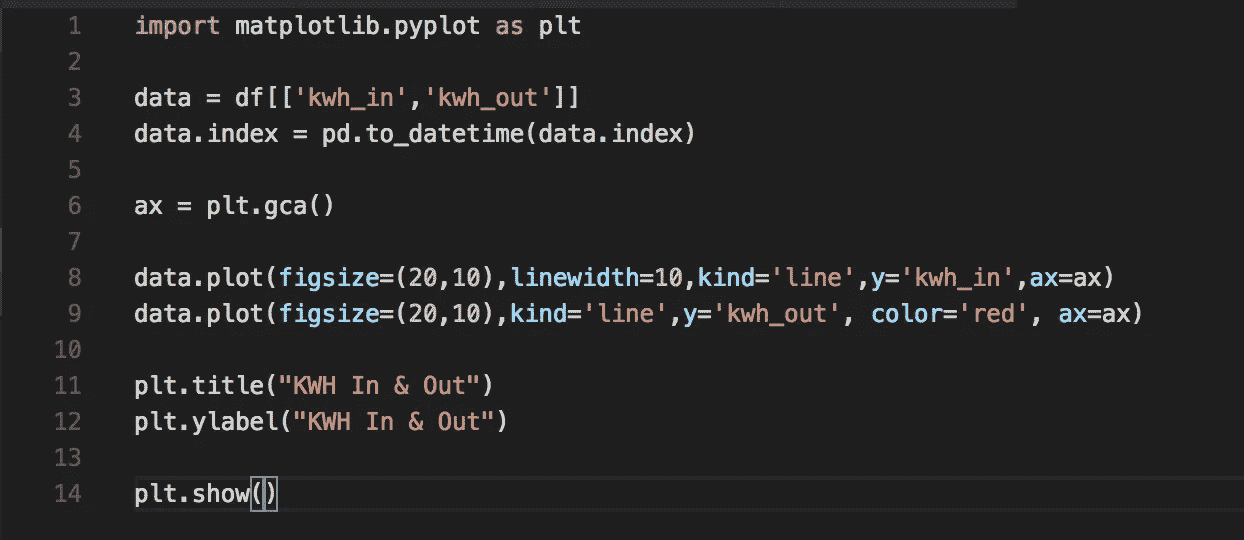 1 import matplotlib.pyplot as plt
2
3 data = df[['kwh_in','kwh_out']]
4 data.index = pd.to_datetime(data.index)
5
6 ax = plt.gca()
7
8 data.plot(figsize=(20,10),linewidth=10,kind='line',y='kwh_in',ax=ax)
9 data.plot(figsize=(20,10),kind='line',y='kwh_out', color='red', ax=ax)
10
11 plt.title("KWH In & Out")
12 plt.ylabel("KWH In & Out")
13
14 plt.show()